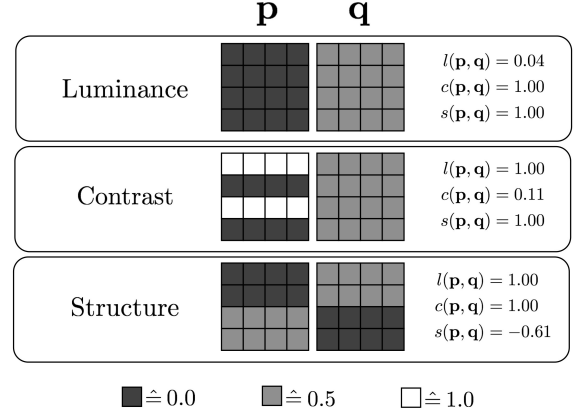 p q
Luminance
l(p, q) = 0.04
c(p, q) = 1.00
s(p, q) = 1.00
Contrast
l(p, q) = 1.00
c(p, q) = 0.11
s(p, q) = 1.00
Structure
l(p, q) = 1.00
c(p, q) = 1.00
s(p, q) = −0.61
≙ 0.0 ≙ 0.5 ≙ 1.0